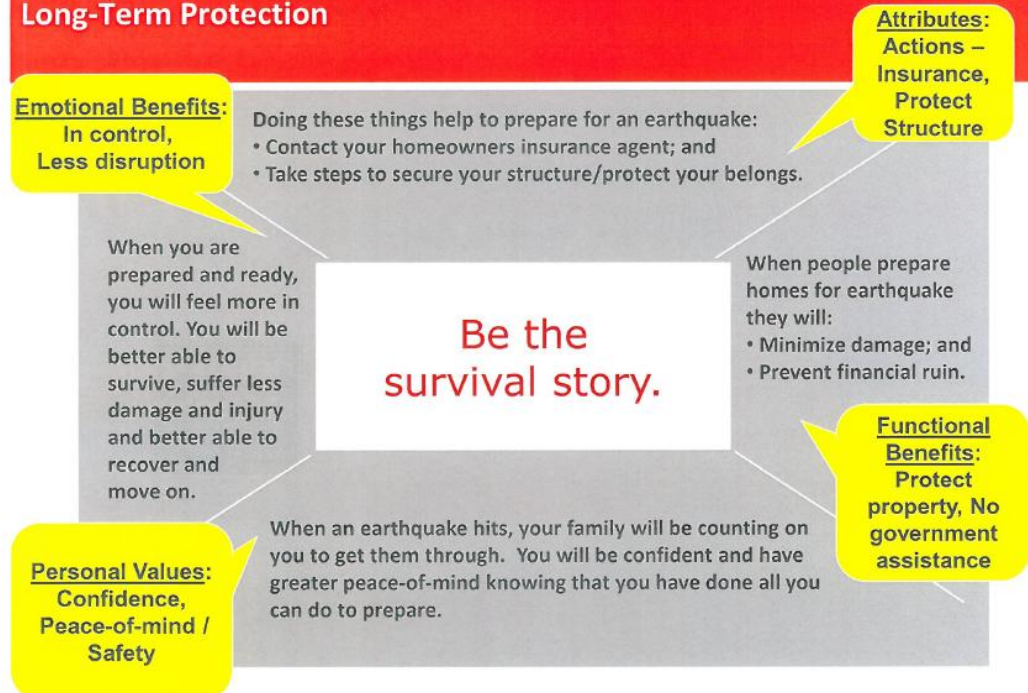 Long-Term Protection
Attributes:
Actions –
Insurance,
Protect
Structure
Emotional Benefits:
In control,
Less disruption
Doing these things help to prepare for an earthquake:
• Contact your homeowners insurance agent; and
• Take steps to secure your structure/protect your belongs.
When you are
prepared and ready,
you will feel more in
control. You will be
better able to
survive, suffer less
damage and injury
and better able to
recover and
move on.
Be the
survival story.
When people prepare
homes for earthquake
they will:
• Minimize damage; and
• Prevent financial ruin.
Functional
Benefits:
Protect
property, No
government
assistance
When an earthquake hits, your family will be counting on
you to get them through. You will be confident and have
greater peace-of-mind knowing that you have done all you
can do to prepare.
Personal Values:
Confidence,
Peace-of-mind /
Safety